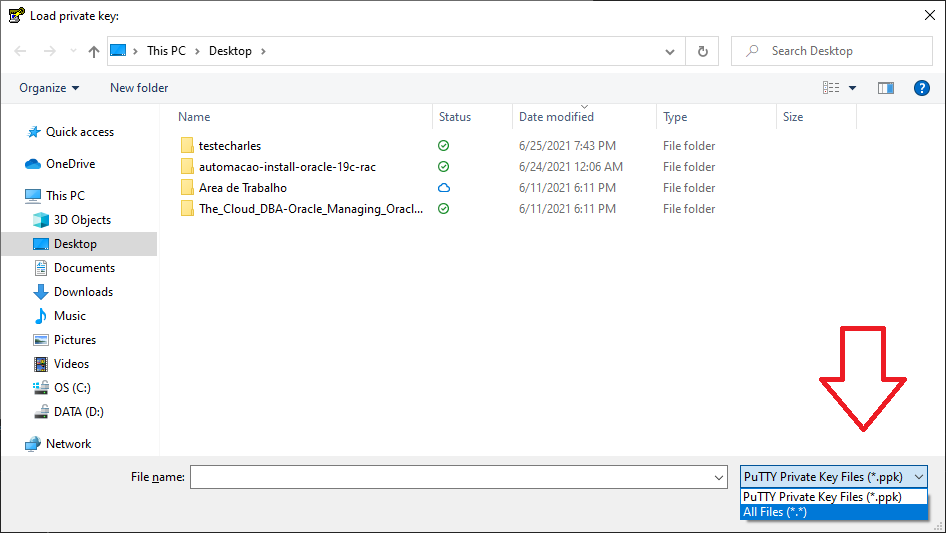 Load private key:
This PC Desktop
Search Desktop
Organize New folder
Name Status Date modified Type Size
Quick access
OneDrive
This PC
3D Objects
Desktop
Documents
Downloads
Music
Pictures
Videos
OS (C:)
DATA (D:)
Network
testecharles 6/25/2021 7:43 PM File folder
automacao-install-oracle-19c-rac 6/24/2021 12:06 AM File folder
Area de Trabalho 6/11/2021 6:11 PM File folder
The_Cloud_DBA-Oracle_Managing_Oracl... 6/11/2021 6:11 PM File folder
File name:
PuTTY Private Key Files (*.ppk)
PuTTY Private Key Files (*.ppk)
All Files (*.*)